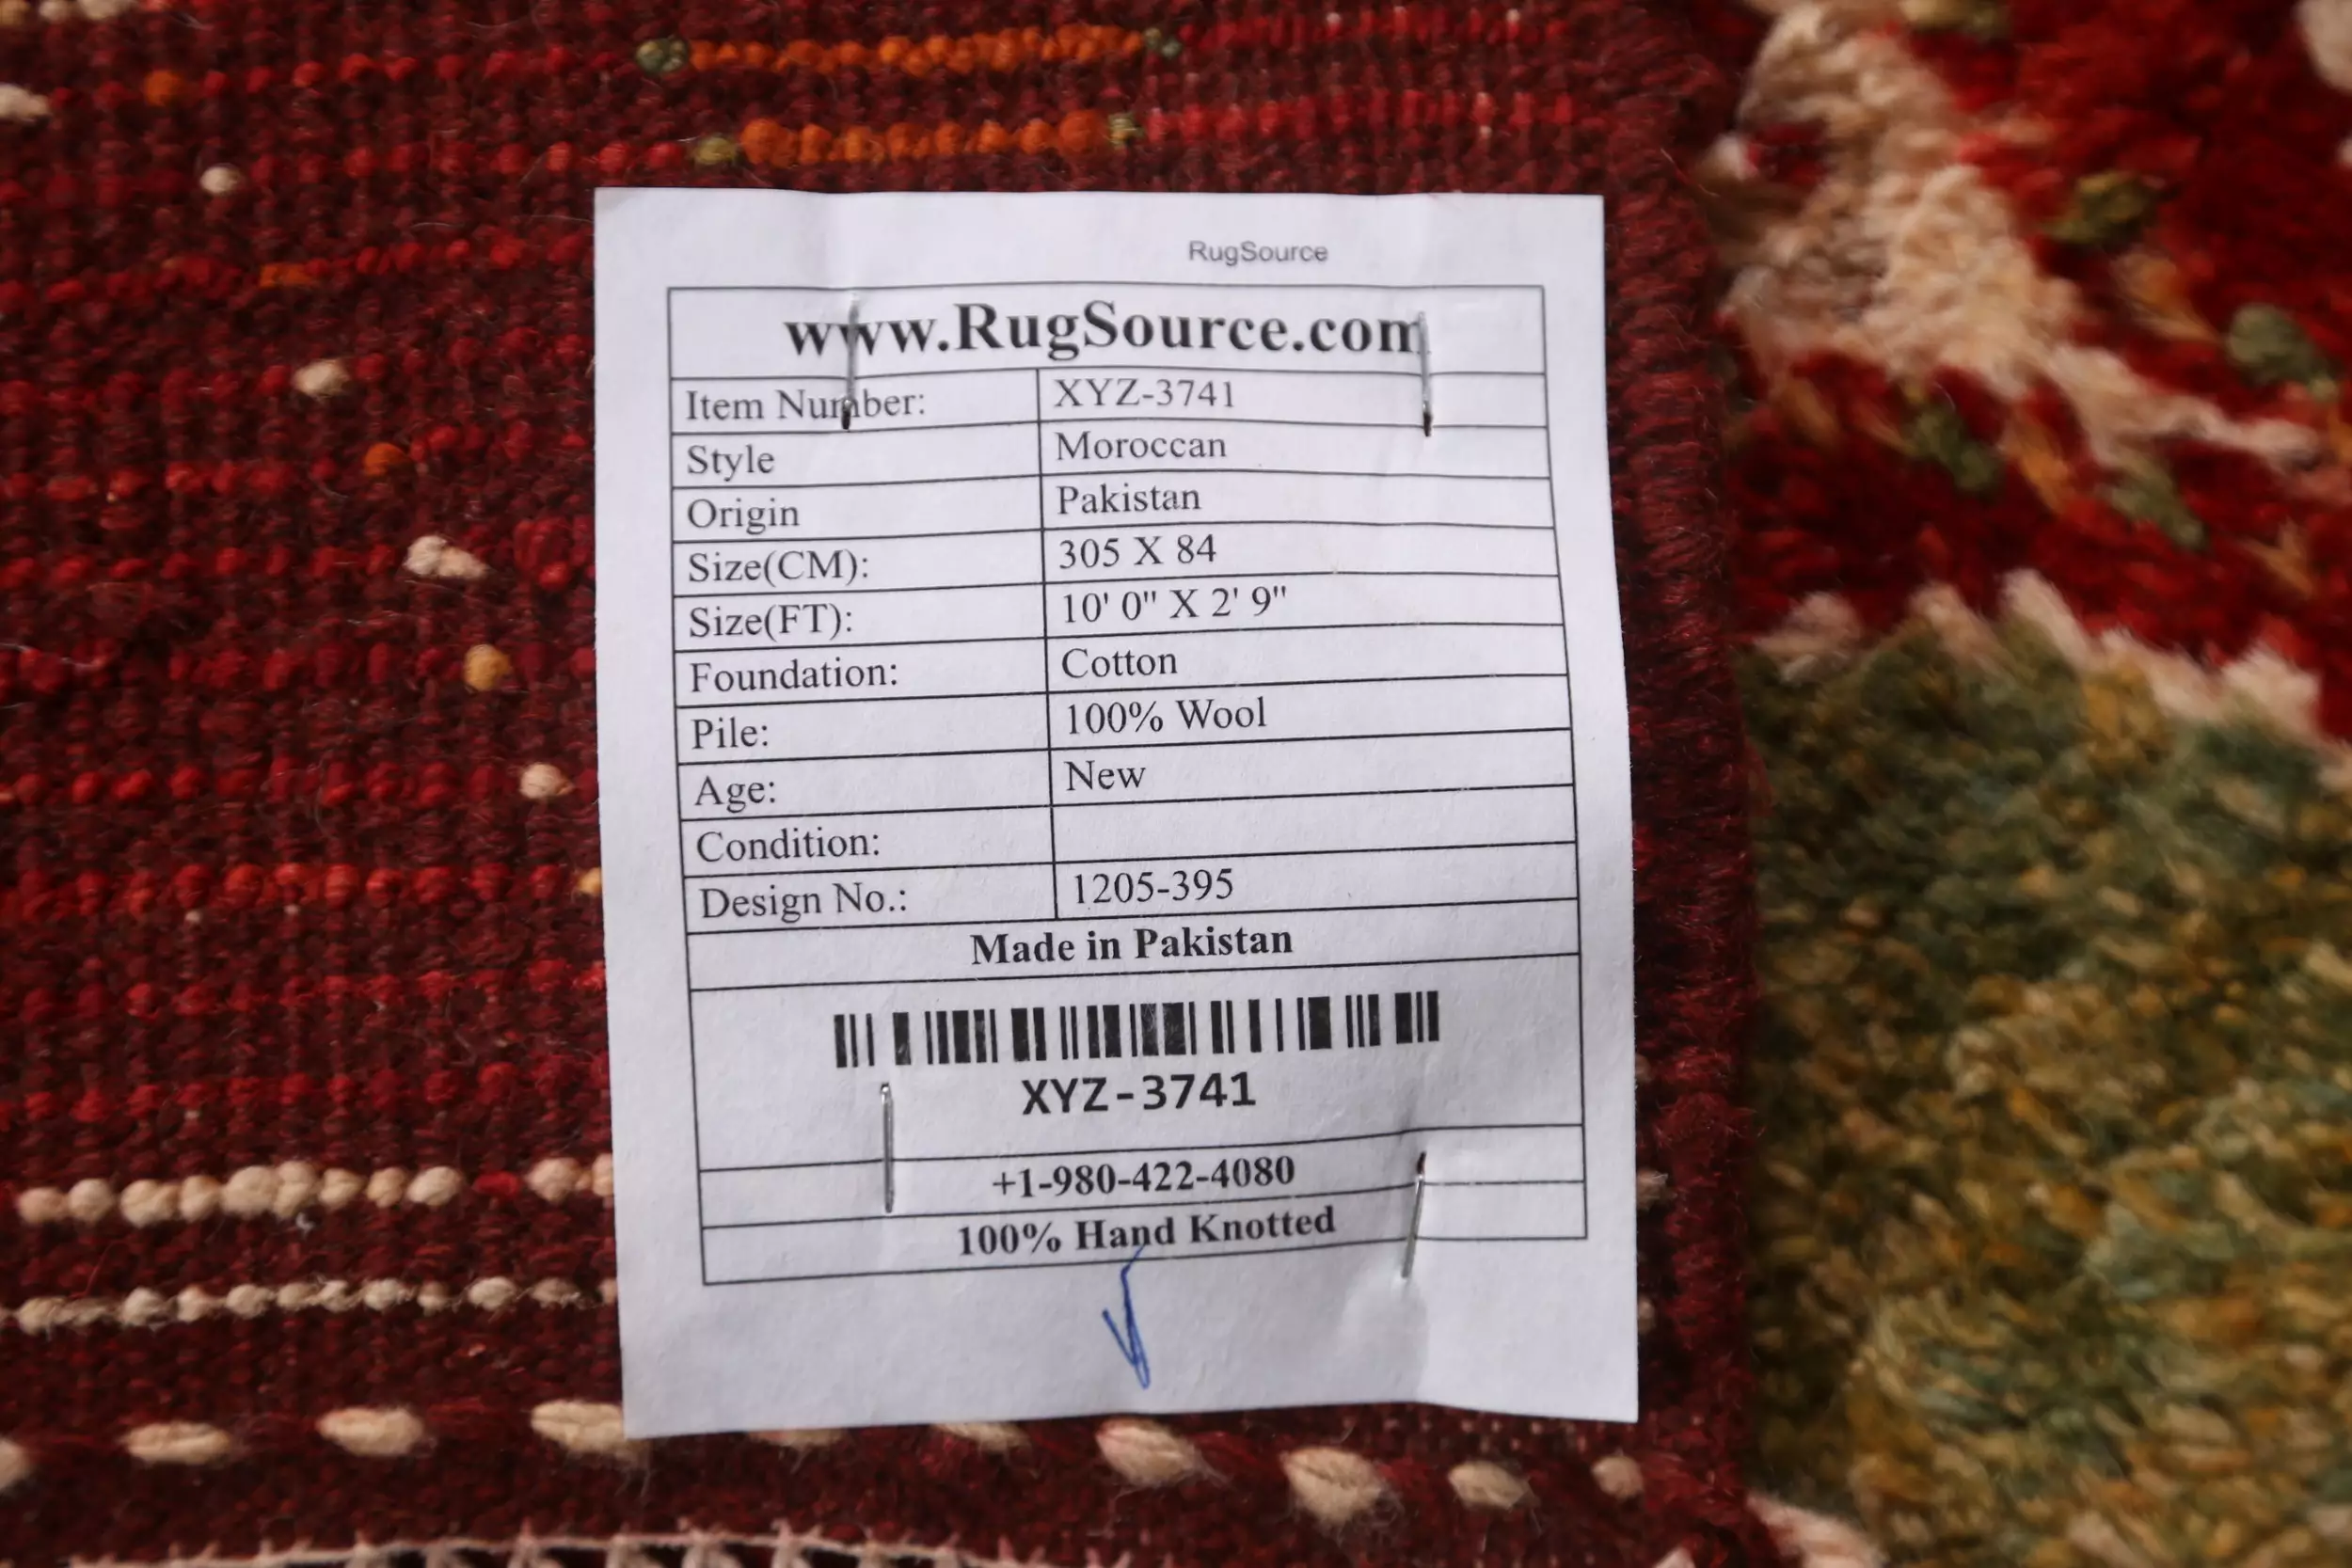 RugSource
www.RugSource.com
Item Number: XYZ-3741
Style Moroccan
Origin Pakistan
Size(CM): 305 X 84
Size(FT): 10' 0" X 2' 9"
Foundation: Cotton
Pile: 100% Wool
Age: New
Condition:
Design No.: 1205-395
Made in Pakistan
XYZ-3741
+1-980-422-4080
100% Hand Knotted